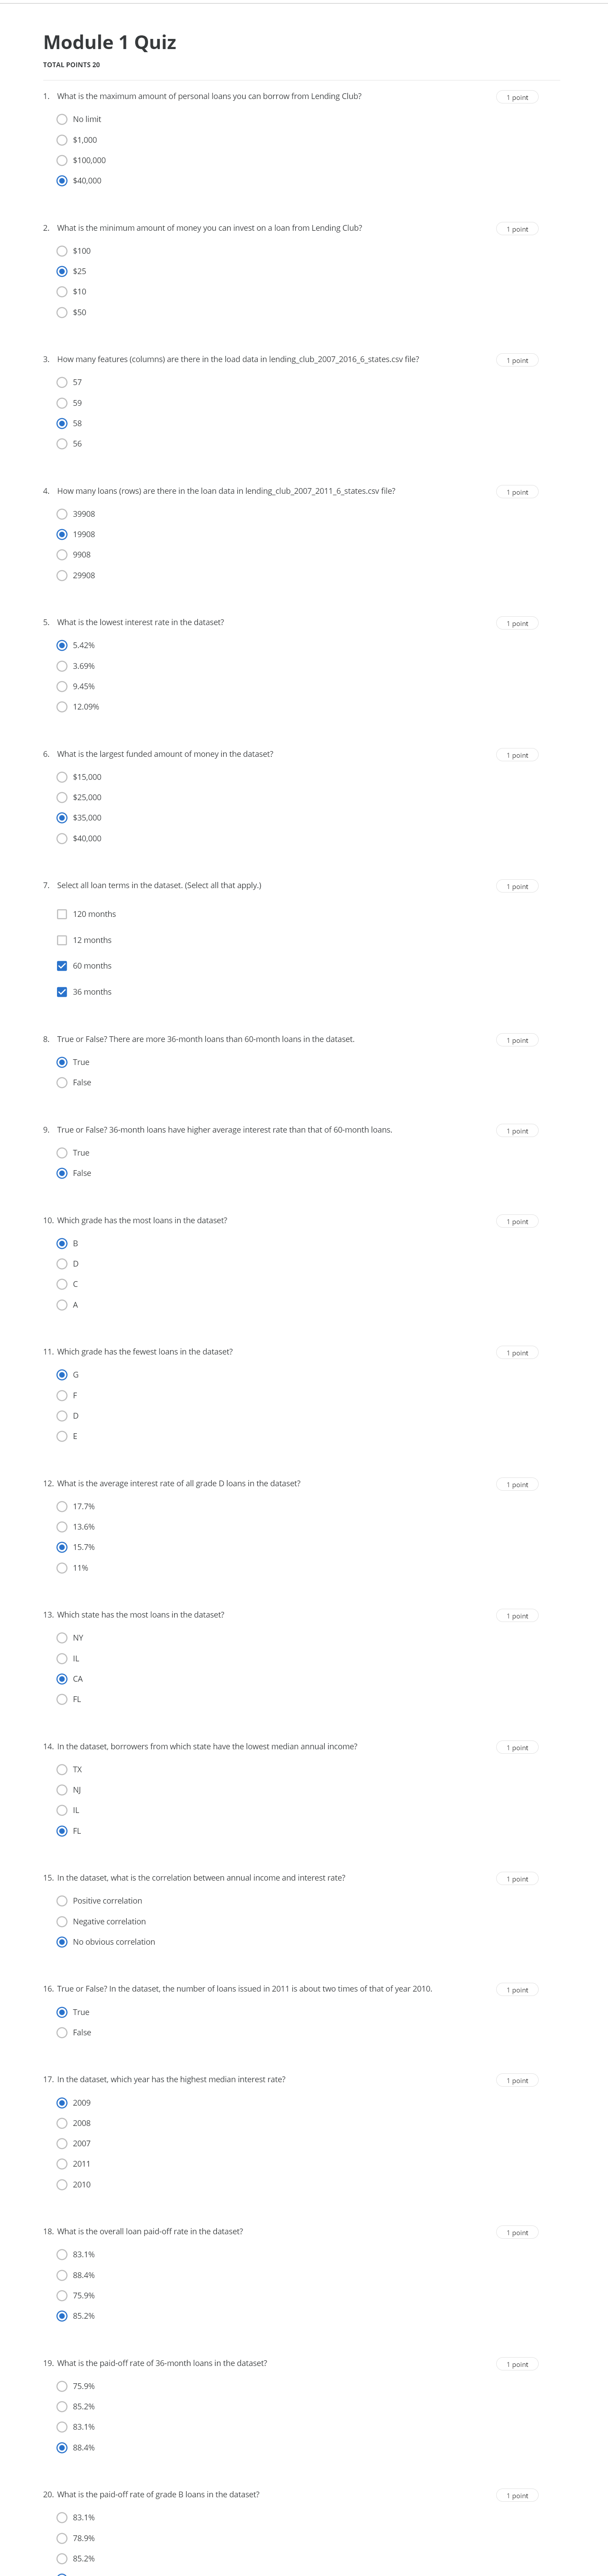 Module 1 Quiz
TOTAL POINTS 20
1. What is the maximum amount of personal loans you can borrow from Lending Club? 1 point
No limit
$1,000
$100,000
$40,000
2. What is the minimum amount of money you can invest on a loan from Lending Club? 1 point
$100
$25
$10
$50
3. How many features (columns) are there in the load data in lending_club_2007_2016_6_states.csv file? 1 point
57
59
58
56
4. How many loans (rows) are there in the loan data in lending_club_2007_2011_6_states.csv file? 1 point
39908
19908
9908
29908
5. What is the lowest interest rate in the dataset? 1 point
5.42%
3.69%
9.45%
12.09%
6. What is the largest funded amount of money in the dataset? 1 point
$15,000
$25,000
$35,000
$40,000
7. Select all loan terms in the dataset. (Select all that apply.) 1 point
120 months
12 months
60 months
36 months
8. True or False? There are more 36-month loans than 60-month loans in the dataset. 1 point
True
False
9. True or False? 36-month loans have higher average interest rate than that of 60-month loans. 1 point
True
False
10. Which grade has the most loans in the dataset? 1 point
B
D
C
A
11. Which grade has the fewest loans in the dataset? 1 point
G
F
D
E
12. What is the average interest rate of all grade D loans in the dataset? 1 point
17.7%
13.6%
15.7%
11%
13. Which state has the most loans in the dataset? 1 point
NY
IL
CA
FL
14. In the dataset, borrowers from which state have the lowest median annual income? 1 point
TX
NJ
IL
FL
15. In the dataset, what is the correlation between annual income and interest rate? 1 point
Positive correlation
Negative correlation
No obvious correlation
16. True or False? In the dataset, the number of loans issued in 2011 is about two times of that of year 2010. 1 point
True
False
17. In the dataset, which year has the highest median interest rate? 1 point
2009
2008
2007
2011
2010
18. What is the overall loan paid-off rate in the dataset? 1 point
83.1%
88.4%
75.9%
85.2%
19. What is the paid-off rate of 36-month loans in the dataset? 1 point
75.9%
85.2%
83.1%
88.4%
20. What is the paid-off rate of grade B loans in the dataset? 1 point
83.1%
78.9%
85.2%